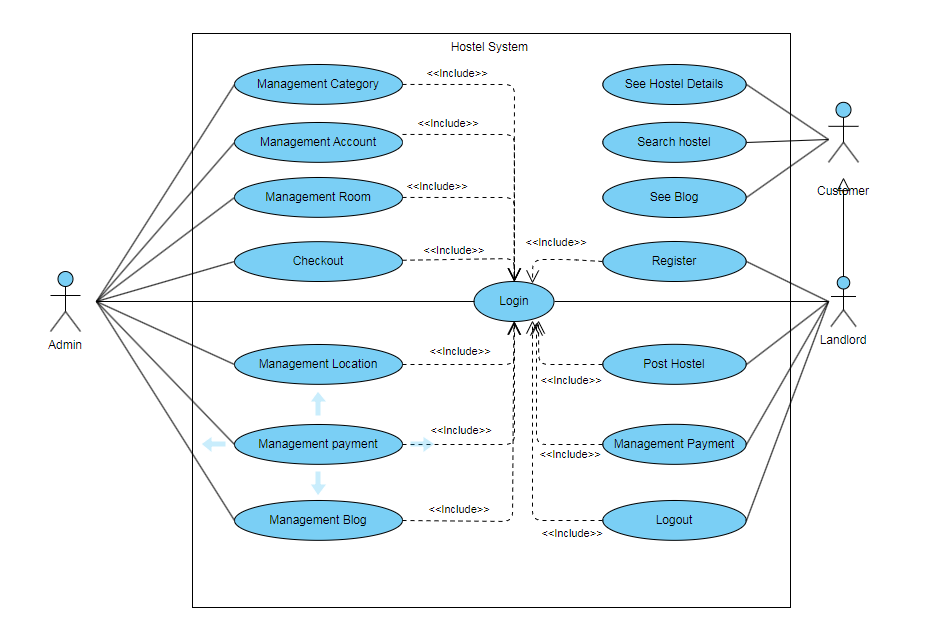 Hostel System
Management Category
<<Include>>
See Hostel Details
Management Account
<<Include>>
Search hostel
Customer
Management Room
<<Include>>
See Blog
Checkout
<<Include>>
<<Include>>
Register
Admin
Login
Landlord
Management Location
<<Include>>
<<Include>>
Post Hostel
Management payment
<<Include>>
<<Include>>
Management Payment
Management Blog
<<Include>>
<<Include>>
Logout